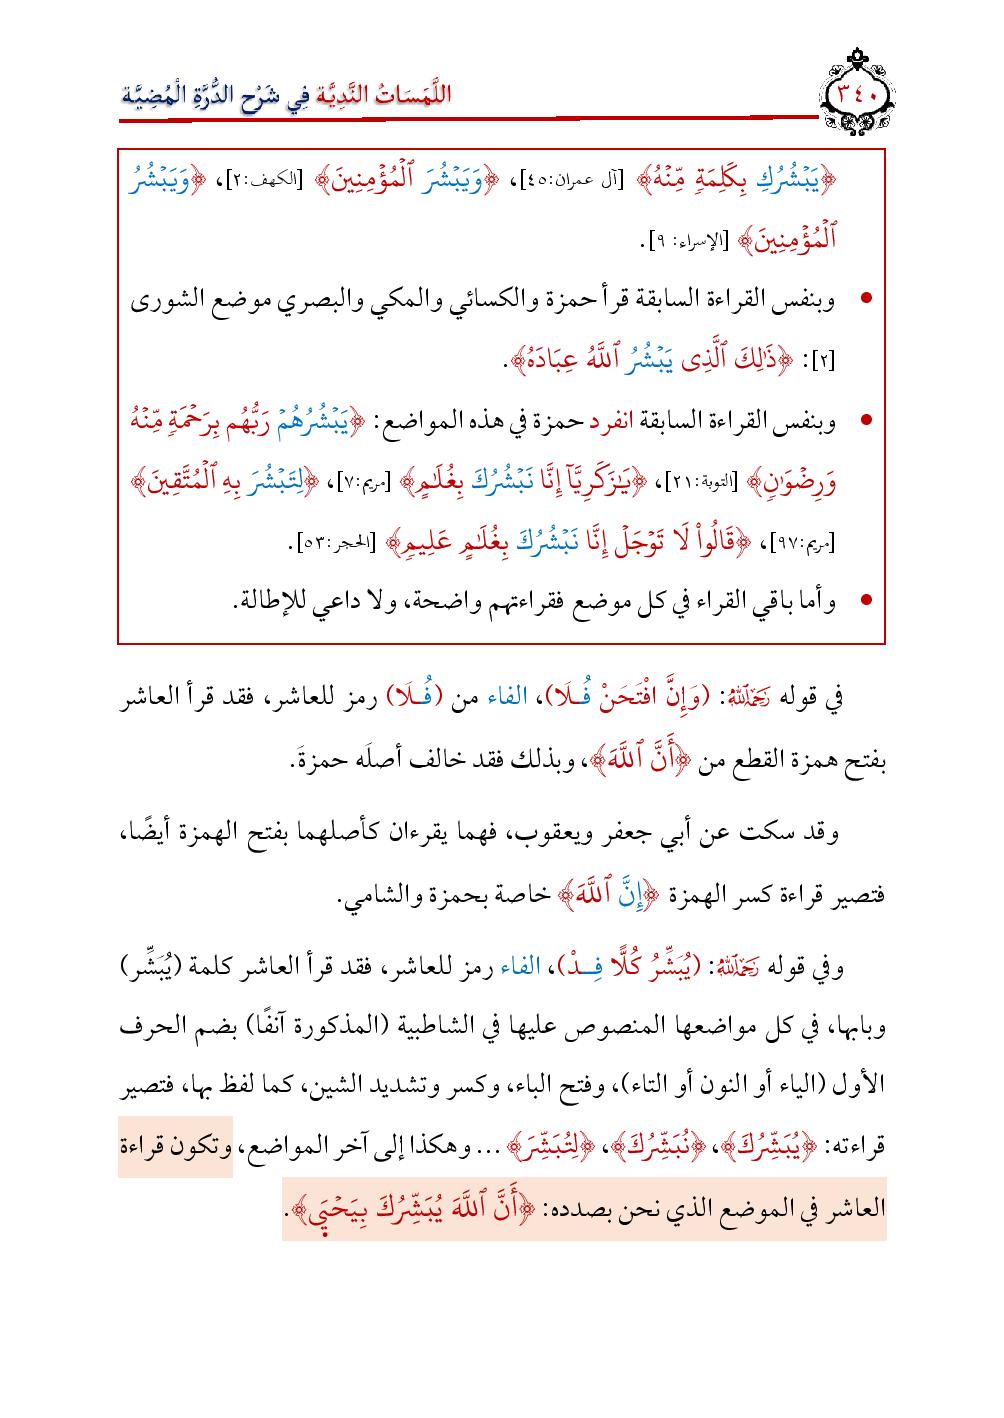 ٣٤٠
اللَّمَسَاتُ النَّدِيَّة فِي شَرْح الدُّرَّةِ الْمُضِيَّة
﴿يَبۡشُرُكِ بِكَلِمَةٖ مِّنۡهُ﴾ [آل عمران:٤٥]، ﴿وَيَبۡشُرَ ٱلۡمُؤۡمِنِينَ﴾ [الكهف:٢]، ﴿وَيَبۡشُرُ
ٱلۡمُؤۡمِنِينَ﴾ [الإسراء: ٩].
• وبنفس القراءة السابقة قرأ حمزة والكسائي والمكي والبصري موضع الشورى
[٢]: ﴿ذَٰلِكَ ٱلَّذِى يَبۡشُرُ ٱللَّهُ عِبَادَهُ﴾.
• وبنفس القراءة السابقة انفرد حمزة في هذه المواضع: ﴿يَبۡشُرُهُمۡ رَبُّهُم بِرَحۡمَةٖ مِّنۡهُ
وَرِضۡوَٰنٖ﴾ [التوبة:٢١]، ﴿يَٰزَكَرِيَّآ إِنَّا نَبۡشُرُكَ بِغُلَٰمٍ﴾ [مريم:٧]، ﴿لِتَبۡشُرَ بِهِ ٱلۡمُتَّقِينَ﴾
[مريم:٩٧]، ﴿قَالُواْ لَا تَوۡجَلۡ إِنَّا نَبۡشُرُكَ بِغُلَٰمٍ عَلِيمٖ﴾ [الحجر:٥٣].
• وأما باقي القراء في كل موضع فقراءتهم واضحة، ولا داعي للإطالة.
في قوله رَحِمَهُ ٱللَّهُ: (وَإِنَّ افْتَحَنْ فُـلَا)، الفاء من (فُـلَا) رمز للعاشر، فقد قرأ العاشر
بفتح همزة القطع من ﴿أَنَّ ٱللَّهَ﴾، وبذلك فقد خالف أصلَه حمزةَ.
وقد سكت عن أبي جعفر ويعقوب، فهما يقرءان كأصلهما بفتح الهمزة أيضًا،
فتصير قراءة كسر الهمزة ﴿إِنَّ ٱللَّهَ﴾ خاصة بحمزة والشامي.
وفي قوله رَحِمَهُ ٱللَّهُ: (يُبَشِّرُ كُلًّا فِـدْ)، الفاء رمز للعاشر، فقد قرأ العاشر كلمة (يُبَشِّر)
وبابها، في كل مواضعها المنصوص عليها في الشاطبية (المذكورة آنفًا) بضم الحرف
الأول (الياء أو النون أو التاء)، وفتح الباء، وكسر وتشديد الشين، كما لفظ بها، فتصير
قراءته: ﴿يُبَشِّرُكَ﴾، ﴿نُبَشِّرُكَ﴾، ﴿لِتُبَشِّرَ﴾ ... وهكذا إلى آخر المواضع، وتكون قراءة
العاشر في الموضع الذي نحن بصدده: ﴿أَنَّ ٱللَّهَ يُبَشِّرُكَ بِيَحۡيَىٰ﴾.